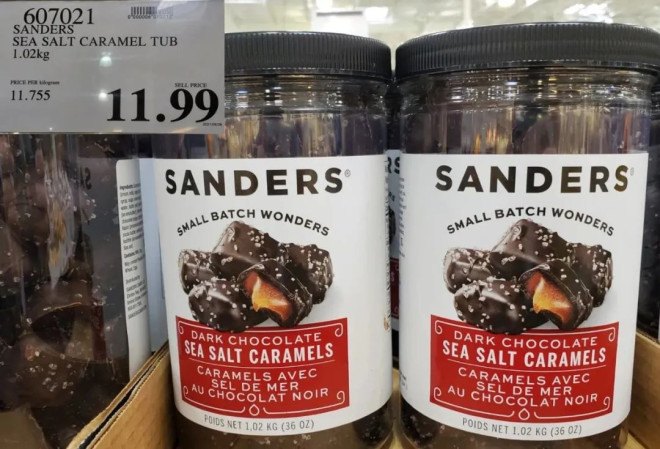 607021
SANDERS
SEA SALT CARAMEL TUB
1.02kg
PRICE PER kilogram
SELL PRICE
11.755
11.99
SANDERS®
SMALL BATCH WONDERS
DARK CHOCOLATE
SEA SALT CARAMELS
CARAMELS AVEC
SEL DE MER
AU CHOCOLAT NOIR
POIDS NET 1,02 KG (36 OZ)
SANDERS®
SMALL BATCH WONDERS
DARK CHOCOLATE
SEA SALT CARAMELS
CARAMELS AVEC
SEL DE MER
AU CHOCOLAT NOIR
POIDS NET 1,02 KG (36 OZ)